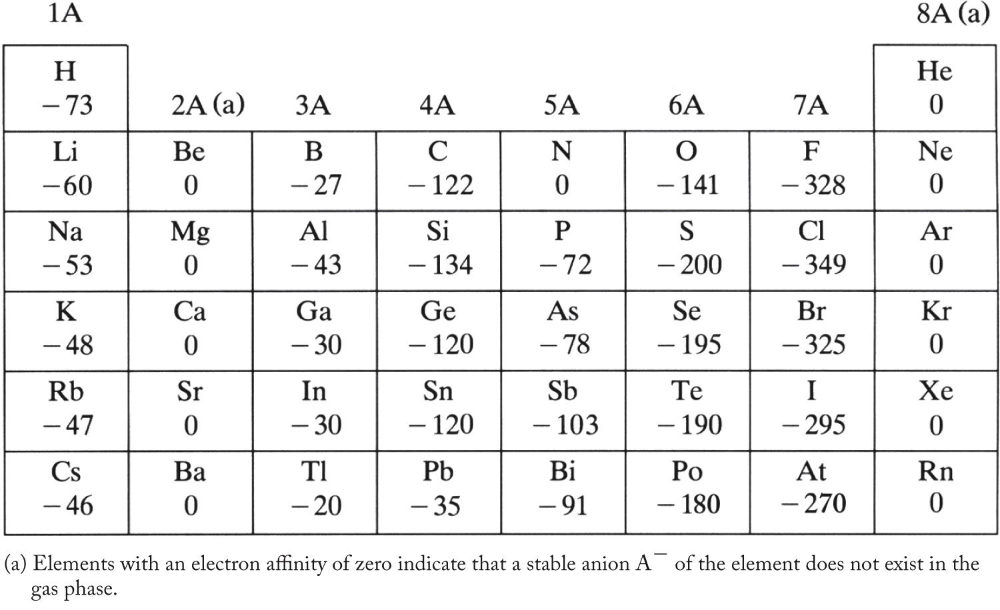 1A 8A (a)
H He
−73 2A (a) 3A 4A 5A 6A 7A 0
Li Be B C N O F Ne
−60 0 −27 −122 0 −141 −328 0
Na Mg Al Si P S Cl Ar
−53 0 −43 −134 −72 −200 −349 0
K Ca Ga Ge As Se Br Kr
−48 0 −30 −120 −78 −195 −325 0
Rb Sr In Sn Sb Te I Xe
−47 0 −30 −120 −103 −190 −295 0
Cs Ba Tl Pb Bi Po At Rn
−46 0 −20 −35 −91 −180 −270 0
(a) Elements with an electron affinity of zero indicate that a stable anion A⁻ of the element does not exist in the
gas phase.